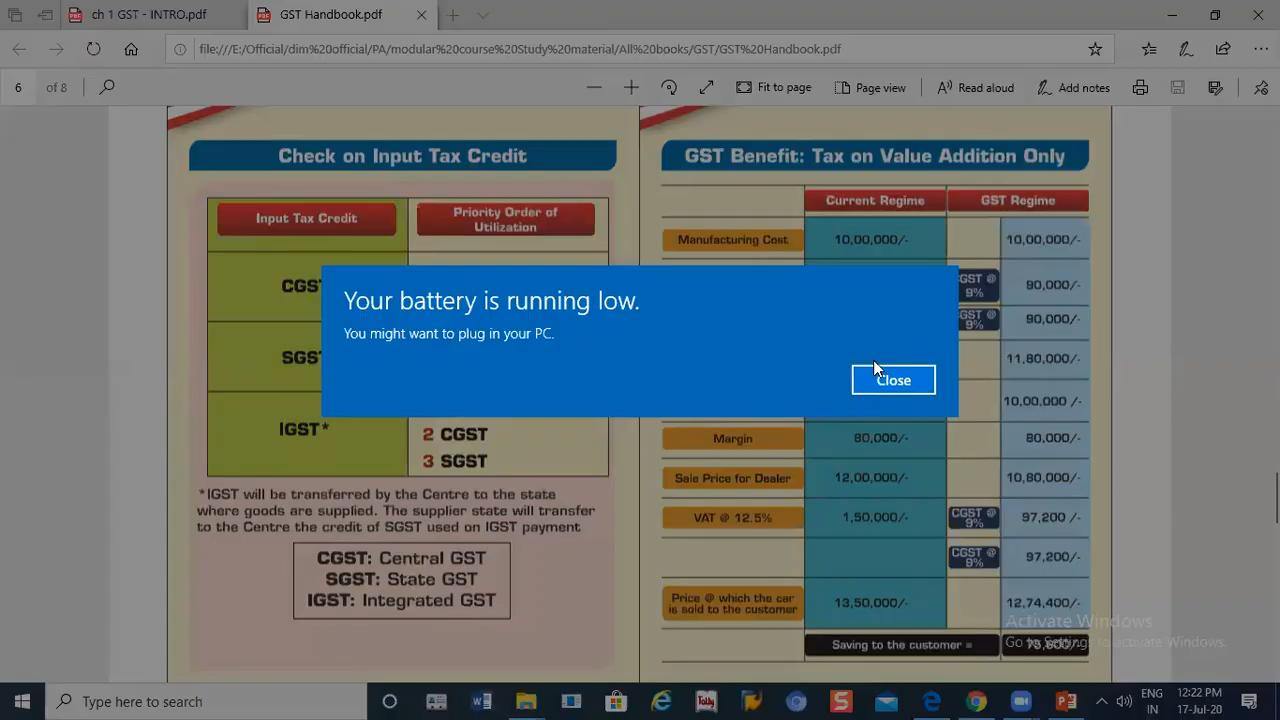 ch 1 GST - INTRO.pdf
GST Handbook.pdf
file:///E:/Official/dim%20official/PA/modular%20course%20Study%20material/All%20books/GST/GST%20Handbook.pdf
6 of 8
Fit to page
Page view
Read aloud
Add notes
Check on Input Tax Credit
Input Tax Credit
Priority Order of
Utilization
CGST
SGST
IGST*
2 CGST
3 SGST
*IGST will be transferred by the Centre to the state
where goods are supplied. The supplier state will transfer
to the Centre the credit of SGST used on IGST payment
CGST: Central GST
SGST: State GST
IGST: Integrated GST
GST Benefit: Tax on Value Addition Only
Current Regime
GST Regime
Manufacturing Cost
10,00,000/-
10,00,000/-
CGST @
9%
90,000/-
CGST @
9%
90,000/-
11,80,000/-
10,00,000 /-
Margin
80,000/-
80,000/-
Sale Price for Dealer
12,00,000/-
10,80,000/-
VAT @ 12.5%
1,50,000/-
CGST @
9%
97,200 /-
CGST @
9%
97,200/-
Price @ which the car
is sold to the customer
13,50,000/-
12,74,400/-
Saving to the customer =
Your battery is running low.
You might want to plug in your PC.
Close
Activate Windows
Go to Settings to activate Windows.
Type here to search
ENG
IN
12:22 PM
17-Jul-20